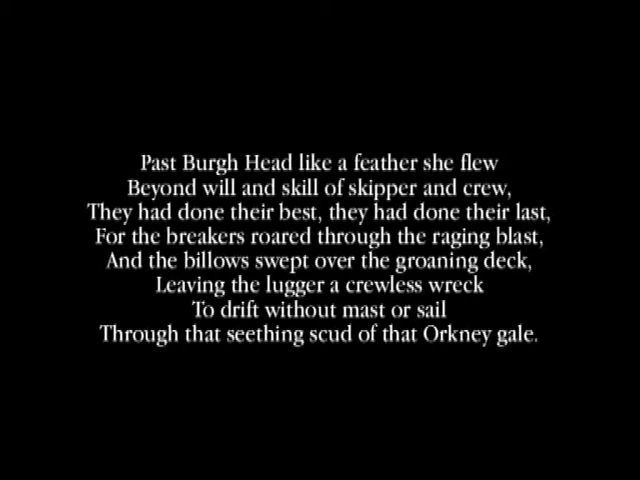 Past Burgh Head like a feather she flew
Beyond will and skill of skipper and crew,
They had done their best, they had done their last,
For the breakers roared through the raging blast,
And the billows swept over the groaning deck,
Leaving the lugger a crewless wreck
To drift without mast or sail
Through that seething scud of that Orkney gale.